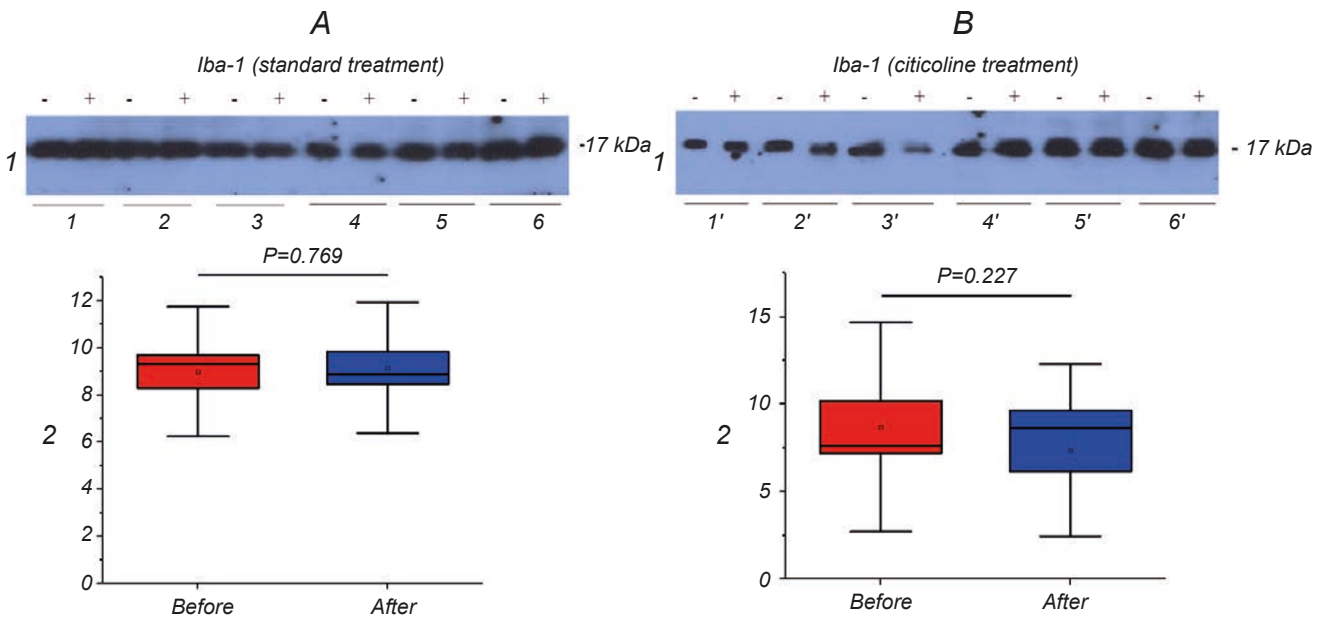 A
Iba-1 (standard treatment)
- + - + - + - + - + - +
1
-17 kDa
1 2 3 4 5 6
P=0.769
12
10
8
6
4
2
0
2
Before After
B
Iba-1 (citicoline treatment)
- + - + - + - + - + - +
1
- 17 kDa
1' 2' 3' 4' 5' 6'
P=0.227
15
10
5
0
2
Before After